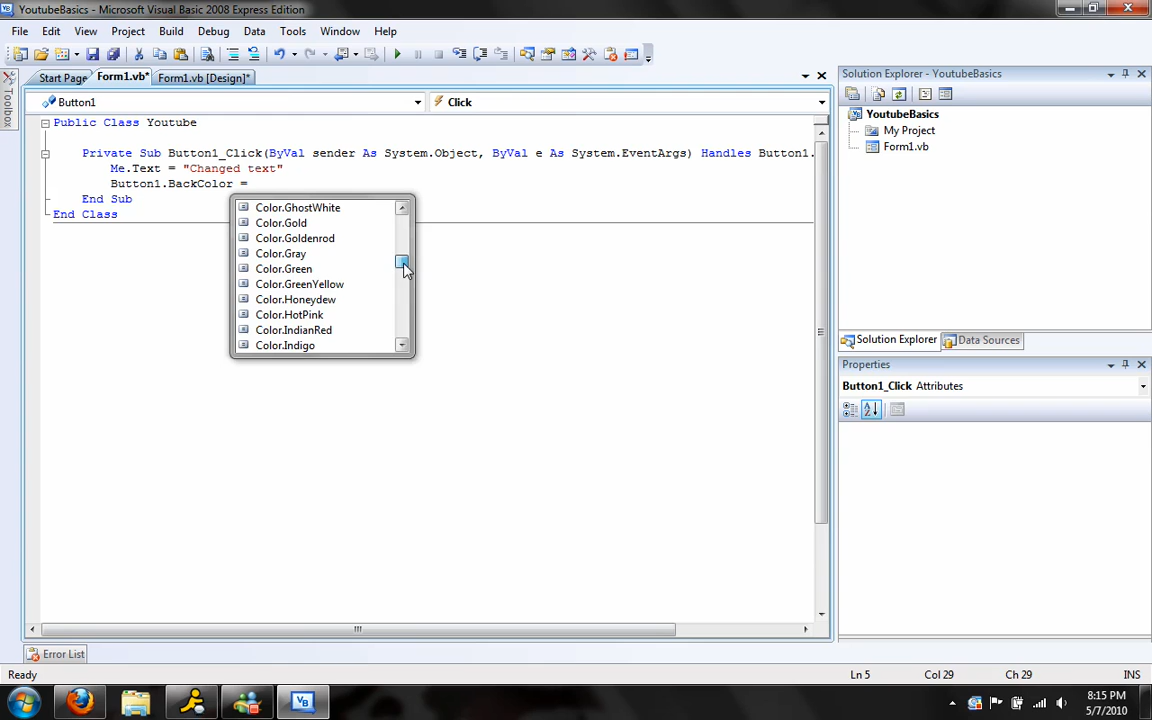 YoutubeBasics - Microsoft Visual Basic 2008 Express Edition
File Edit View Project Build Debug Data Tools Window Help
Start Page Form1.vb* Form1.vb [Design]*
Toolbox
Button1 Click
Public Class Youtube
Private Sub Button1_Click(ByVal sender As System.Object, ByVal e As System.EventArgs) Handles Button1.
Me.Text = "Changed text"
Button1.BackColor =
End Sub
End Class
Color.GhostWhite
Color.Gold
Color.Goldenrod
Color.Gray
Color.Green
Color.GreenYellow
Color.Honeydew
Color.HotPink
Color.IndianRed
Color.Indigo
Solution Explorer - YoutubeBasics
YoutubeBasics
My Project
Form1.vb
Solution Explorer Data Sources
Properties
Button1_Click Attributes
Error List
Ready Ln 5 Col 29 Ch 29 INS
VB
8:15 PM
5/7/2010